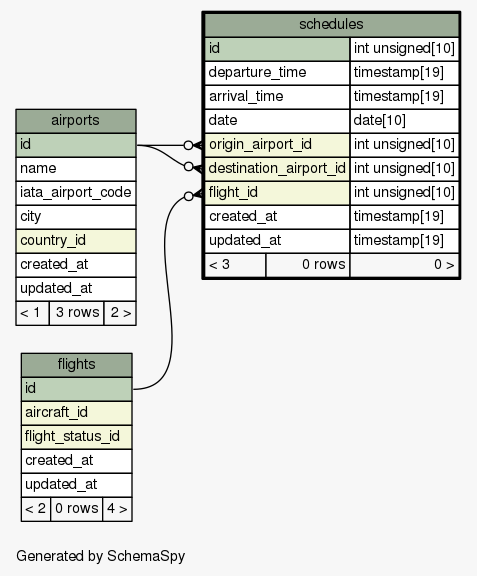 schedules
id int unsigned[10]
departure_time timestamp[19]
arrival_time timestamp[19]
date date[10]
origin_airport_id int unsigned[10]
destination_airport_id int unsigned[10]
flight_id int unsigned[10]
created_at timestamp[19]
updated_at timestamp[19]
< 3 0 rows 0 >
airports
id
name
iata_airport_code
city
country_id
created_at
updated_at
< 1 3 rows 2 >
flights
id
aircraft_id
flight_status_id
created_at
updated_at
< 2 0 rows 4 >
Generated by SchemaSpy